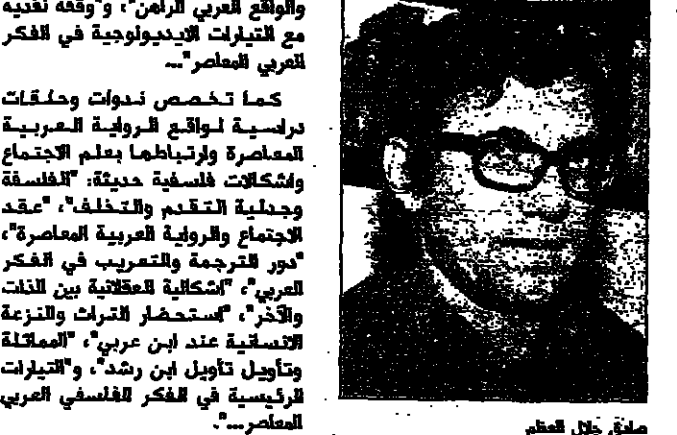 والواقع العربي الراهن"، و"وقفة نقدية
مع التيارات الايديولوجية في الفكر
العربي المعاصر"...
كما تخصص ندوات وحلقات
دراسية لواقع الرواية العربية
المعاصرة وارتباطها بعلم الاجتماع
واشكالات فلسفية حديثة: "الفلسفة
وجدلية التقدم والتخلف"، "عقد
الاجتماع والرواية العربية المعاصرة"،
"دور الترجمة والتعريب في الفكر
العربي"، "اشكالية العقلانية بين الذات
والآخر"، "استحضار التراث والنزعة
الانسانية عند ابن عربي"، "المماثلة
وتأويل تأويل ابن رشد"، و"التيارات
الرئيسية في الفكر الفلسفي العربي
المعاصر...".
صادق جلال العظم